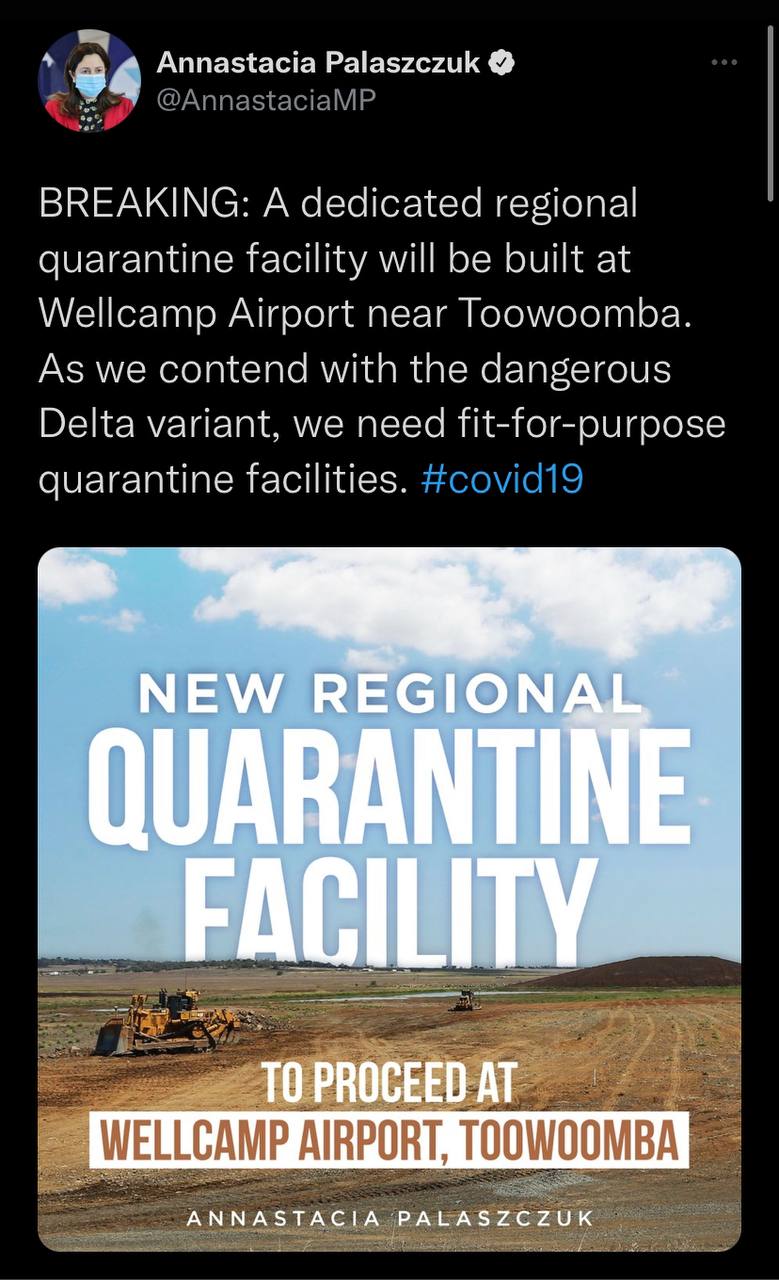 Annastacia Palaszczuk
@AnnastaciaMP
BREAKING: A dedicated regional
quarantine facility will be built at
Wellcamp Airport near Toowoomba.
As we contend with the dangerous
Delta variant, we need fit-for-purpose
quarantine facilities. #covid19
NEW REGIONAL
QUARANTINE
FACILITY
TO PROCEED AT
WELLCAMP AIRPORT, TOOWOOMBA
ANNASTACIA PALASZCZUK